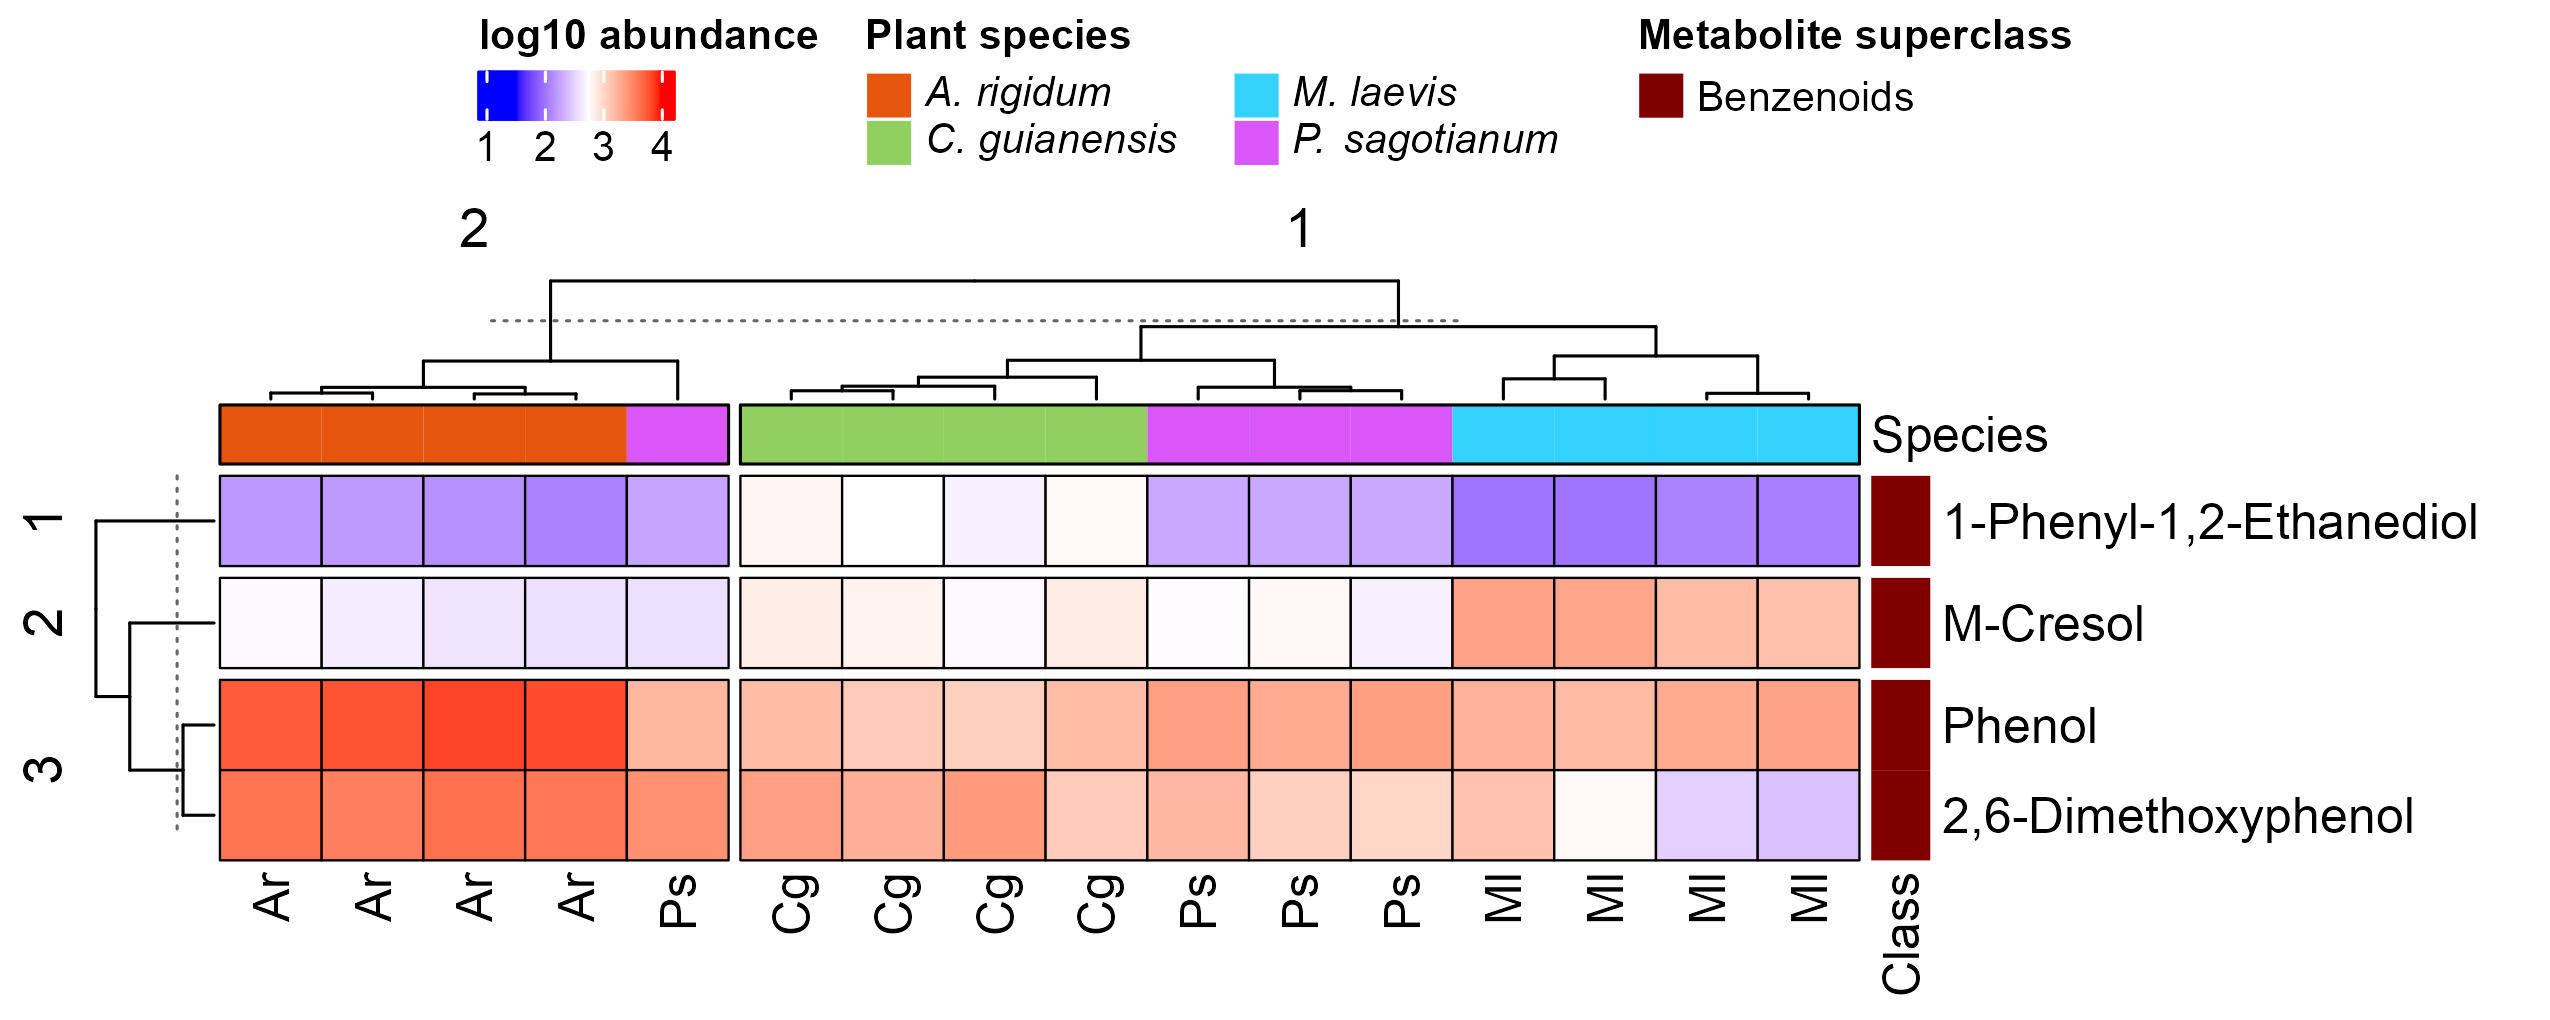 log10 abundance
1 2 3 4
Plant species
A. rigidum
C. guianensis
M. laevis
P. sagotianum
Metabolite superclass
Benzenoids
2 1
Species
1 1-Phenyl-1,2-Ethanediol
2 M-Cresol
3 Phenol
2,6-Dimethoxyphenol
Ar Ar Ar Ar Ps Cg Cg Cg Cg Ps Ps Ps Ml Ml Ml Ml Class